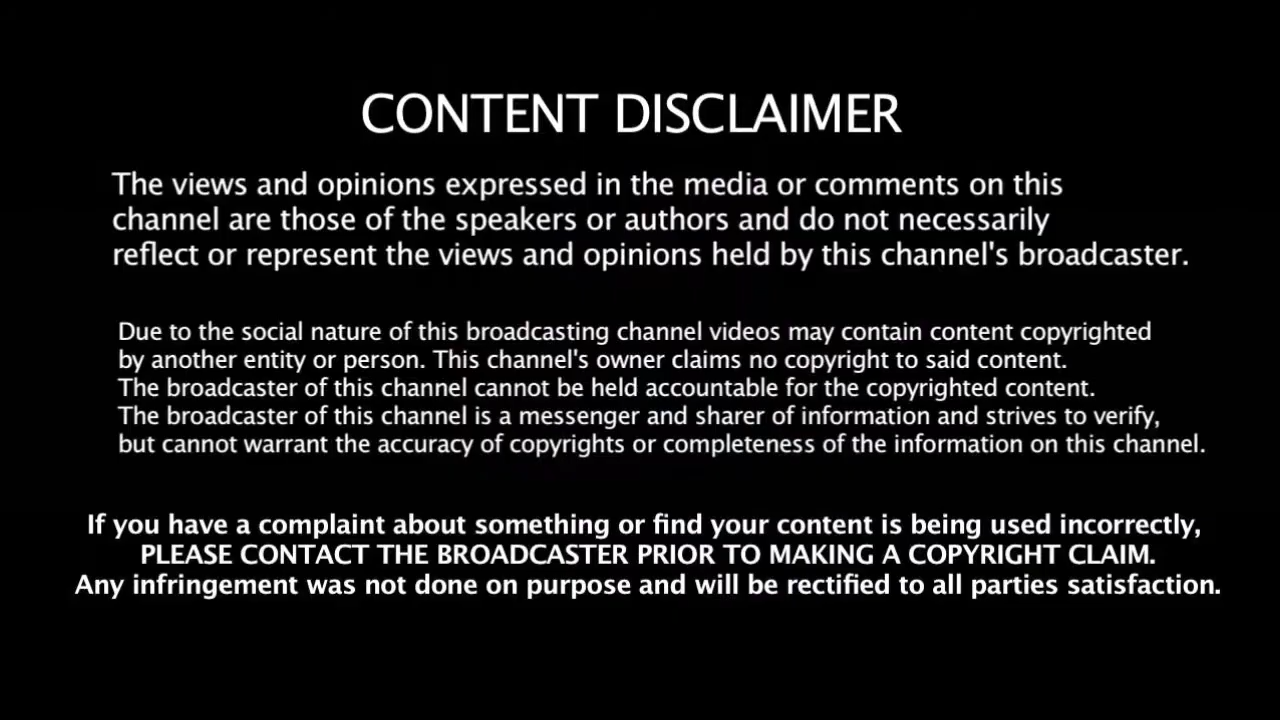 CONTENT DISCLAIMER
The views and opinions expressed in the media or comments on this
channel are those of the speakers or authors and do not necessarily
reflect or represent the views and opinions held by this channel's broadcaster.
Due to the social nature of this broadcasting channel videos may contain content copyrighted
by another entity or person. This channel's owner claims no copyright to said content.
The broadcaster of this channel cannot be held accountable for the copyrighted content.
The broadcaster of this channel is a messenger and sharer of information and strives to verify,
but cannot warrant the accuracy of copyrights or completeness of the information on this channel.
If you have a complaint about something or find your content is being used incorrectly,
PLEASE CONTACT THE BROADCASTER PRIOR TO MAKING A COPYRIGHT CLAIM.
Any infringement was not done on purpose and will be rectified to all parties satisfaction.